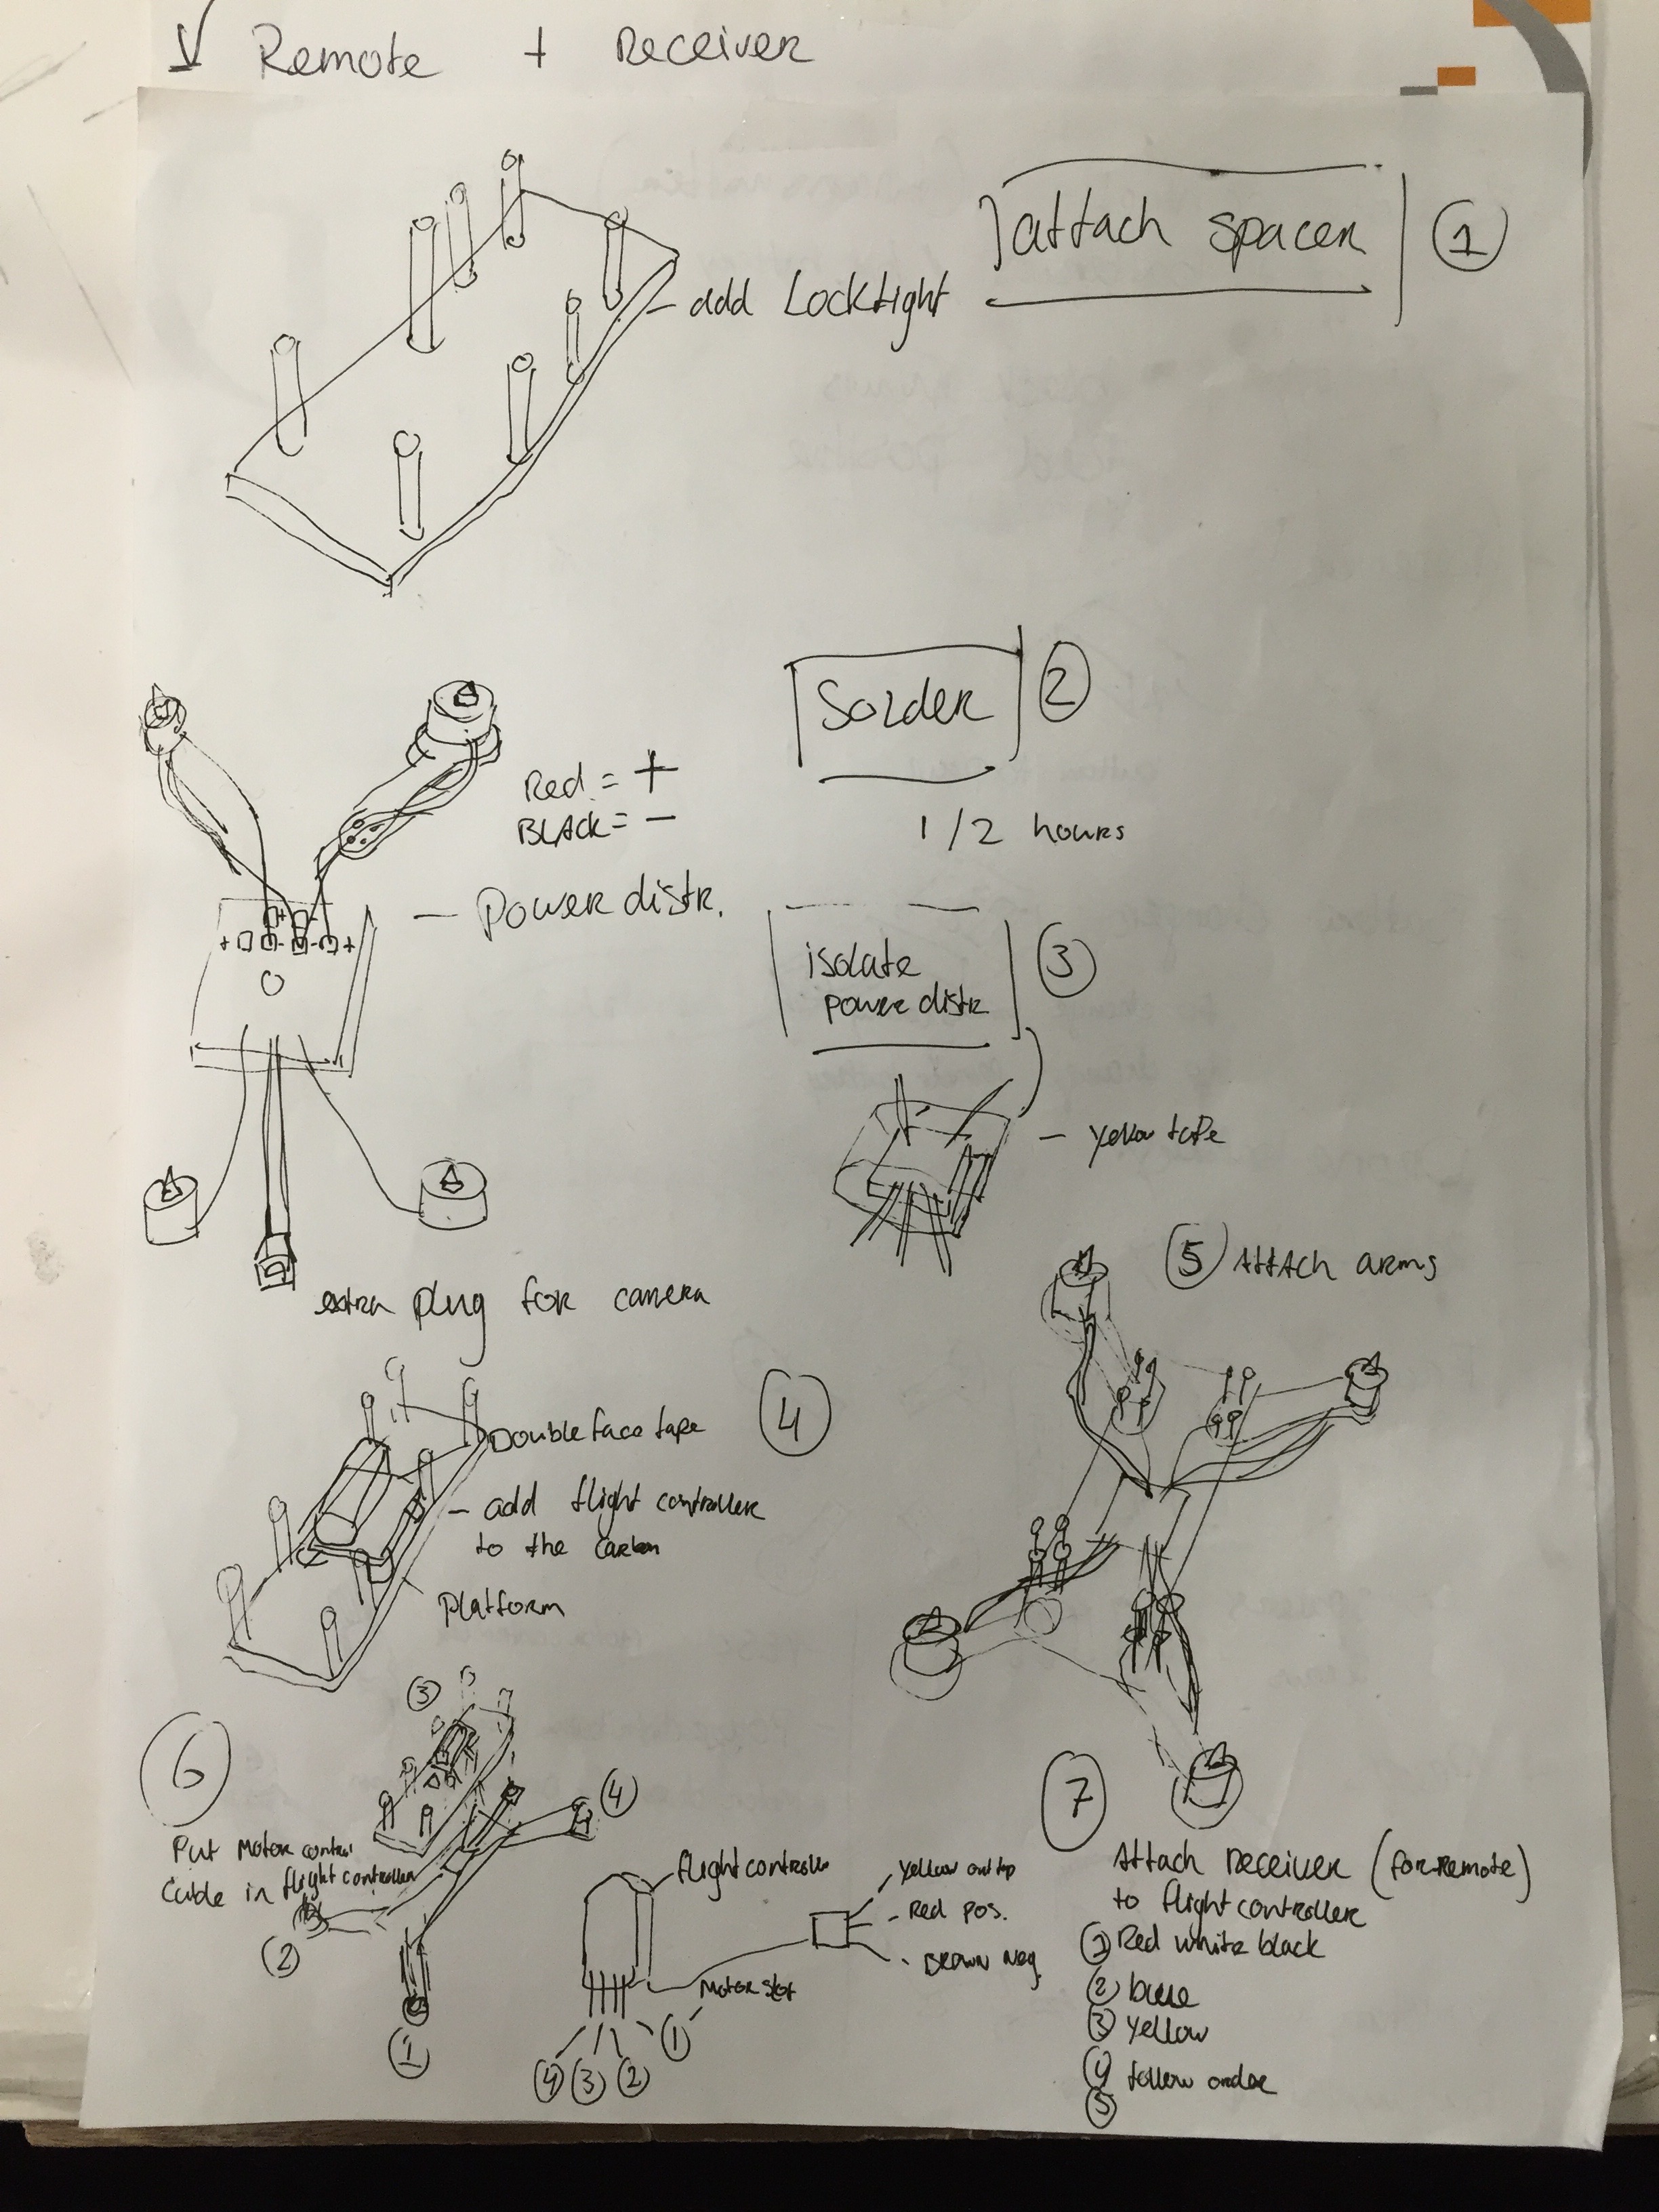 Remote + Receiver
attach spacer 1
add Locktight
Solder 2
Red = +
BLACK = -
1/2 hours
Power distr.
+ - - +
isolate 3
power distr
yellow tape
extra plug for camera
5 Attach arms
4
Double face tape
add flight controller
to the carbon
platform
6
3
4
Put Motor control
Cable in flight controller
2
1
flight controller
yellow on top
Red pos.
Brown neg.
Motor slot
4 3 2 1
7
Attach receiver (for remote)
to flight controller
1 Red white black
2 blue
3 yellow
4 follow order
5